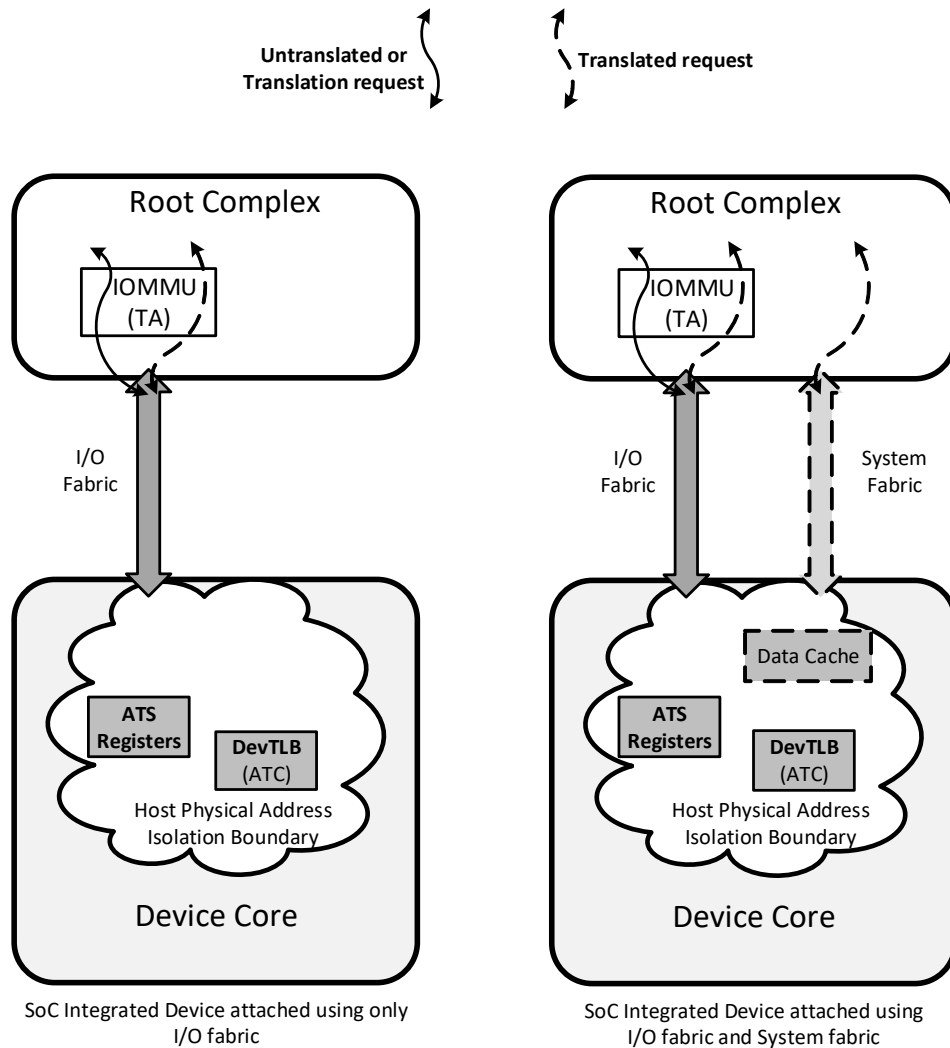 Untranslated or
Translation request
Translated request
Root Complex
IOMMU
(TA)
I/O
Fabric
ATS
Registers
DevTLB
(ATC)
Host Physical Address
Isolation Boundary
Device Core
SoC Integrated Device attached using only
I/O fabric
Root Complex
IOMMU
(TA)
I/O
Fabric
System
Fabric
Data Cache
ATS
Registers
DevTLB
(ATC)
Host Physical Address
Isolation Boundary
Device Core
SoC Integrated Device attached using
I/O fabric and System fabric